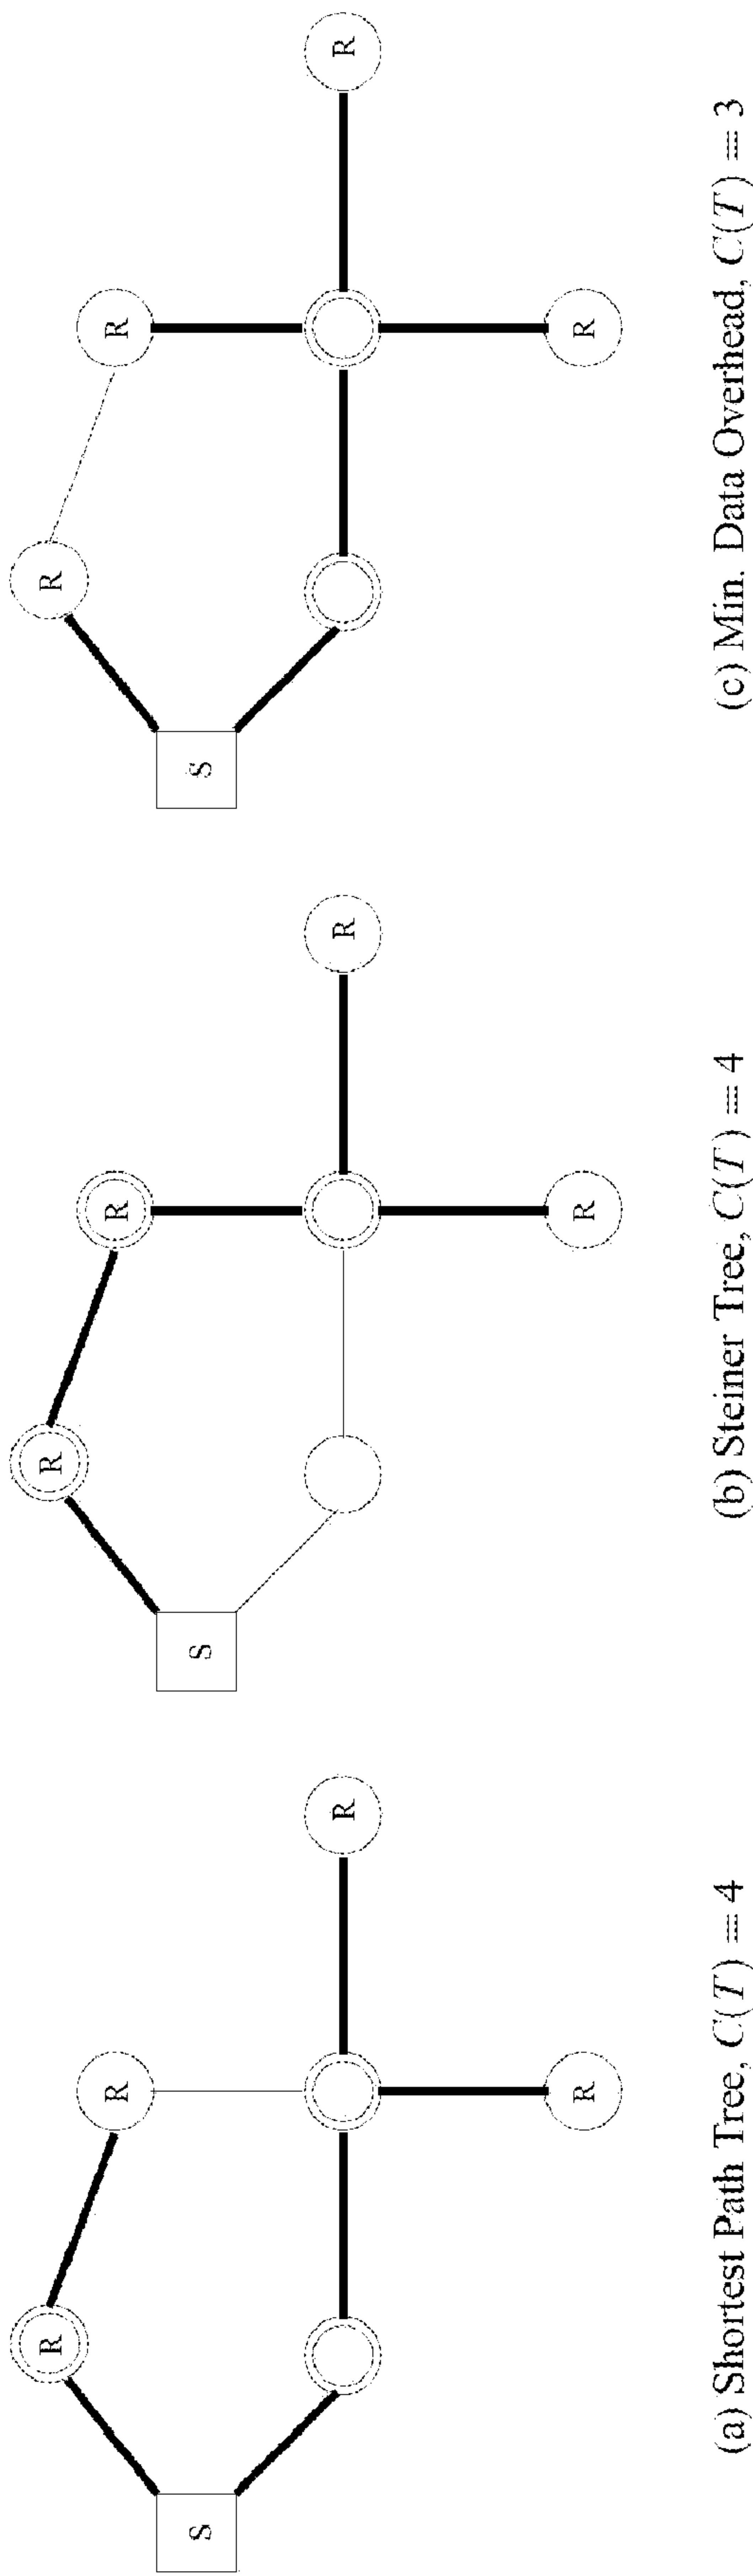 S
R
R
R
R
(a) Shortest Path Tree, C(T) = 4
S
R
R
R
R
(b) Steiner Tree, C(T) = 4
S
R
R
R
R
(c) Min. Data Overhead, C(T) = 3